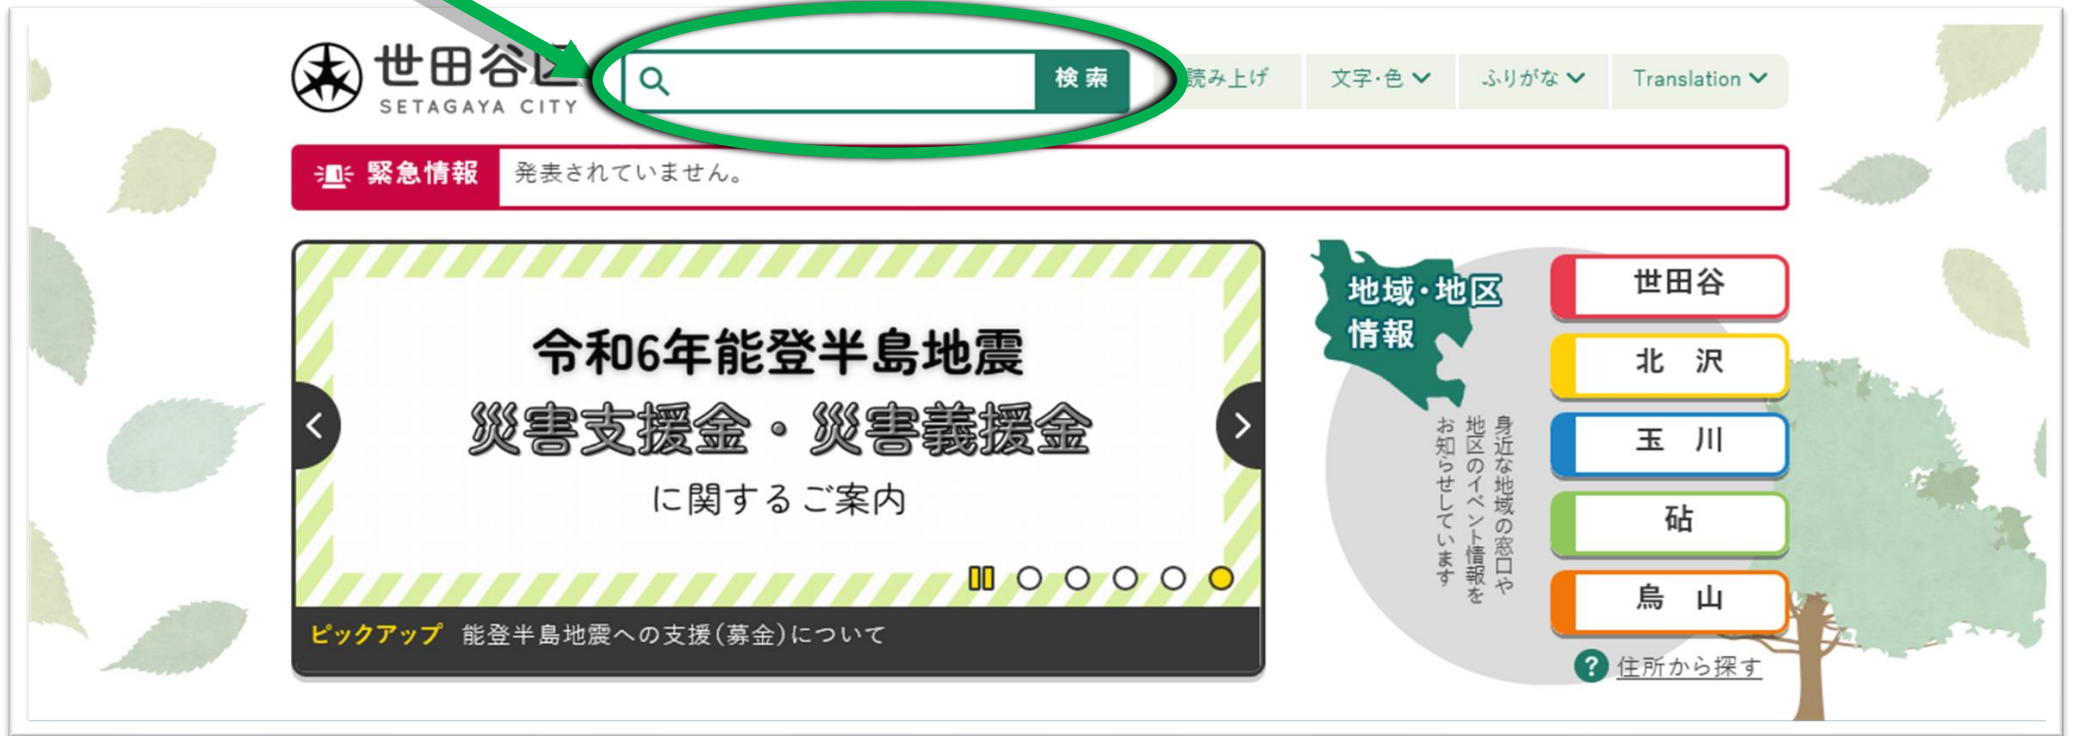 世田谷区
SETAGAYA CITY
検索
読み上げ
文字・色
ふりがな
Translation
緊急情報
発表されていません。
令和6年能登半島地震
災害支援金・災害義援金
に関するご案内
ピックアップ 能登半島地震への支援(募金)について
地域・地区
情報
身近な地域の窓口や
地区のイベント情報を
お知らせしています
世田谷
北 沢
玉 川
砧
烏 山
? 住所から探す